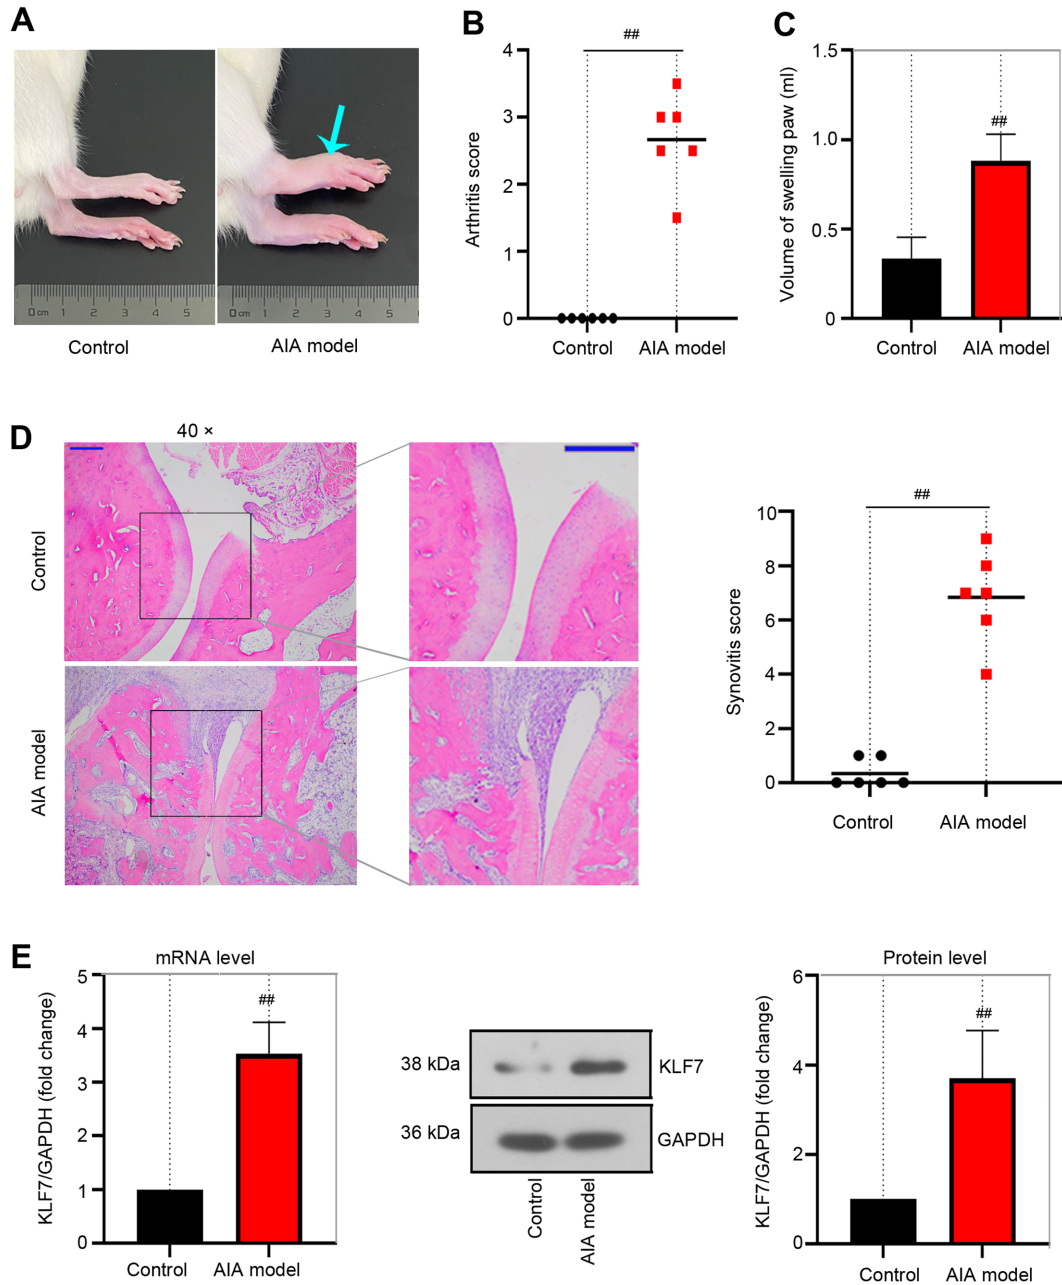 A
0 cm 1 2 3 4 5
0 cm 1 2 3 4 5 6
Control
AIA model
B
##
Arthritis score
4
3
2
1
0
Control
AIA model
C
Volume of swelling paw (ml)
1.5
1.0
0.5
0
##
Control
AIA model
D
40 ×
Control
AIA model
##
Synovitis score
10
8
6
4
2
0
Control
AIA model
E
mRNA level
KLF7/GAPDH (fold change)
5
4
3
2
1
0
##
Control
AIA model
38 kDa
KLF7
36 kDa
GAPDH
Control
AIA model
Protein level
KLF7/GAPDH (fold change)
6
4
2
0
##
Control
AIA model